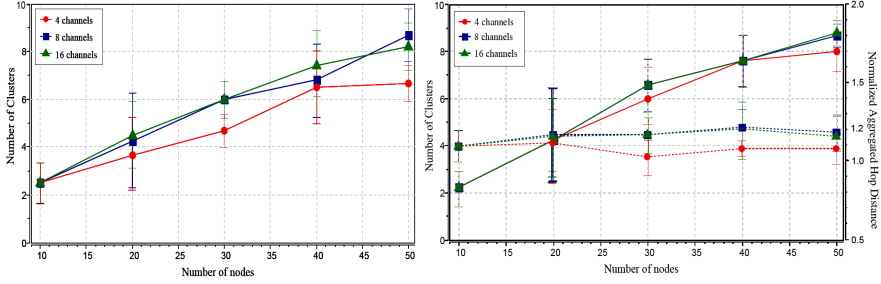 10
8
6
4
2
0
Number of Clusters
4 channels
8 channels
16 channels
10 15 20 25 30 35 40 45 50
Number of nodes
10
8
6
4
2
0
Number of Clusters
4 channels
8 channels
16 channels
10 15 20 25 30 35 40 45 50
Number of nodes
2.0
1.5
1.2
1.0
0.5
Normalized Aggregated Hop Distance